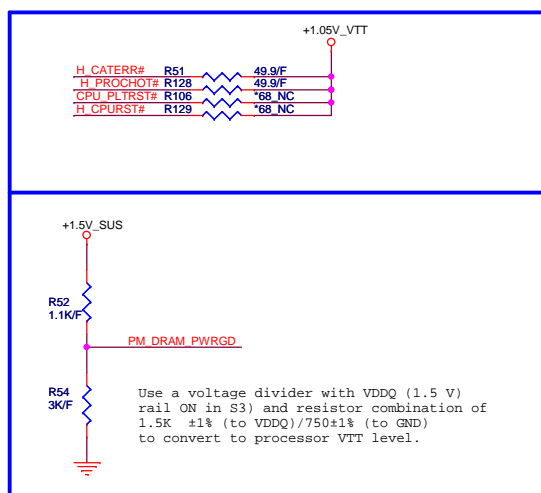 +1.05V_VTT
H_CATERR# R51 49.9/F
H_PROCHOT# R128 49.9/F
CPU_PLTRST# R106 *68_NC
H_CPURST# R129 *68_NC
+1.5V_SUS
R52
1.1K/F
PM_DRAM_PWRGD
R54
3K/F
Use a voltage divider with VDDQ (1.5 V)
rail ON in S3) and resistor combination of
1.5K ±1% (to VDDQ)/750±1% (to GND)
to convert to processor VTT level.